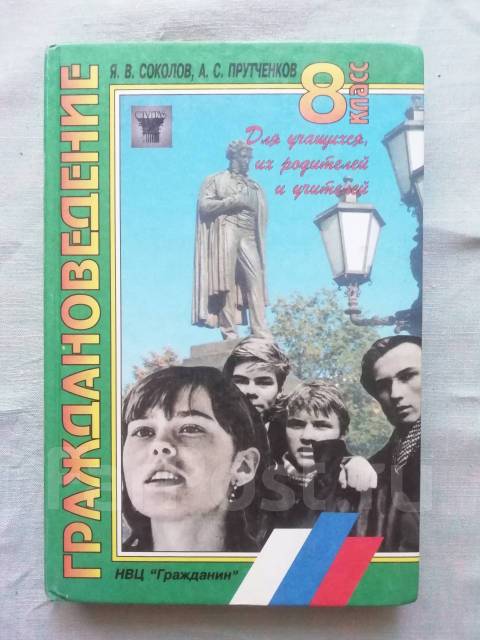 Я. В. СОКОЛОВ, А. С. ПРУТЧЕНКОВ
ГРАЖДАНОВЕДЕНИЕ
8 КЛАСС
Для учащихся,
их родителей
и учителей
НВЦ "Гражданин"